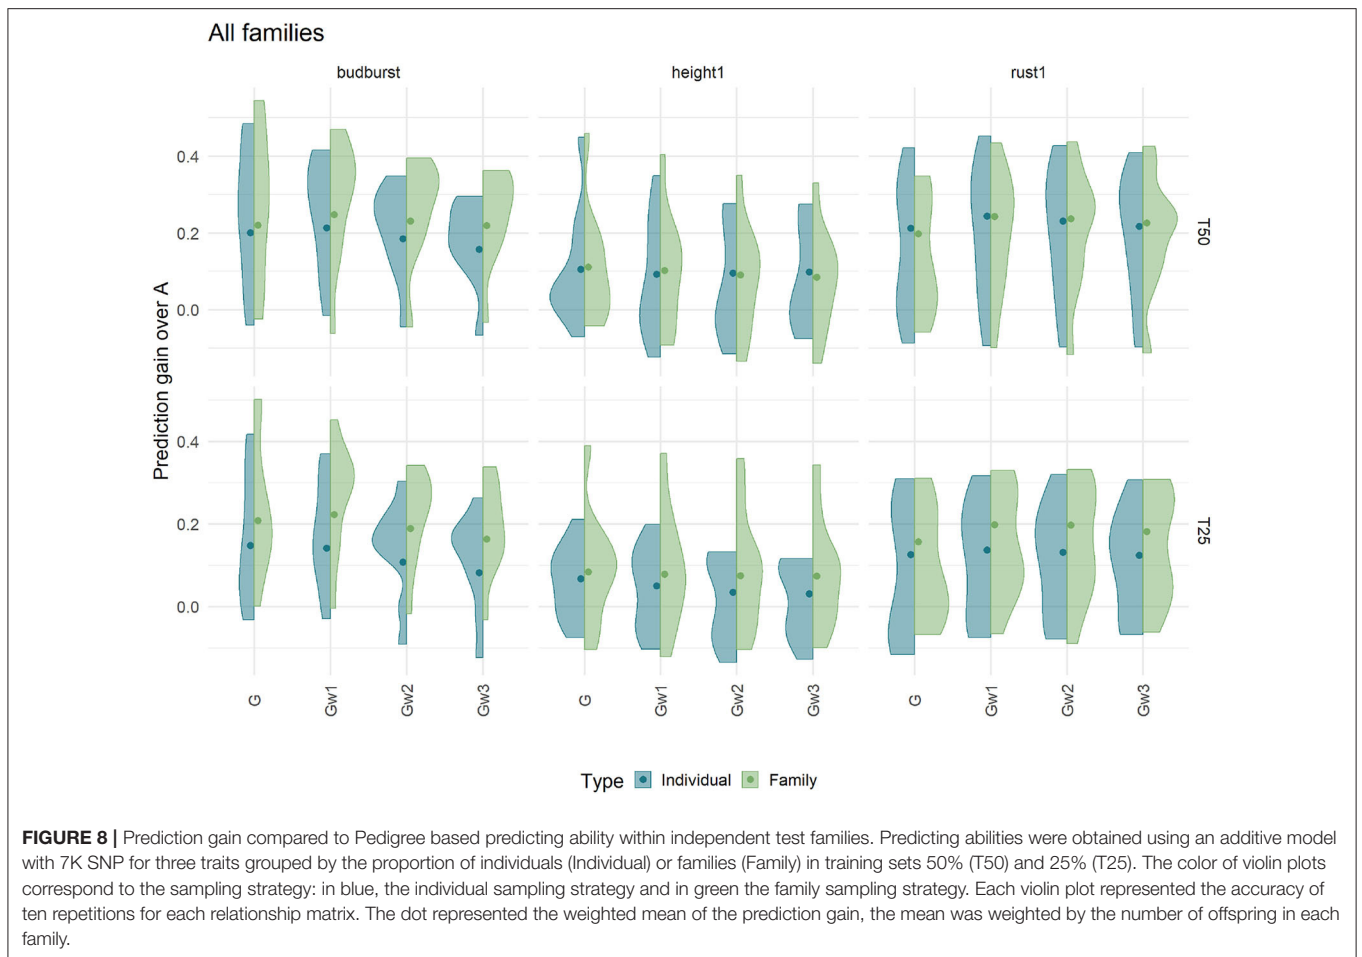 All families
budburst
height1
rust1
Prediction gain over A
0.4
0.2
0.0
T50
0.4
0.2
0.0
T25
G
Gw1
Gw2
Gw3
G
Gw1
Gw2
Gw3
G
Gw1
Gw2
Gw3
Type Individual Family
FIGURE 8 | Prediction gain compared to Pedigree based predicting ability within independent test families. Predicting abilities were obtained using an additive model
with 7K SNP for three traits grouped by the proportion of individuals (Individual) or families (Family) in training sets 50% (T50) and 25% (T25). The color of violin plots
correspond to the sampling strategy: in blue, the individual sampling strategy and in green the family sampling strategy. Each violin plot represented the accuracy of
ten repetitions for each relationship matrix. The dot represented the weighted mean of the prediction gain, the mean was weighted by the number of offspring in each
family.